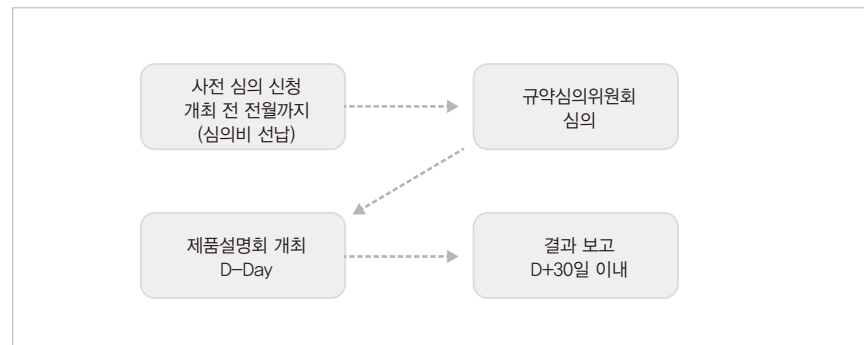 사전 심의 신청
개최 전 전월까지
(심의비 선납)
규약심의위원회
심의
제품설명회 개최
D-Day
결과 보고
D+30일 이내